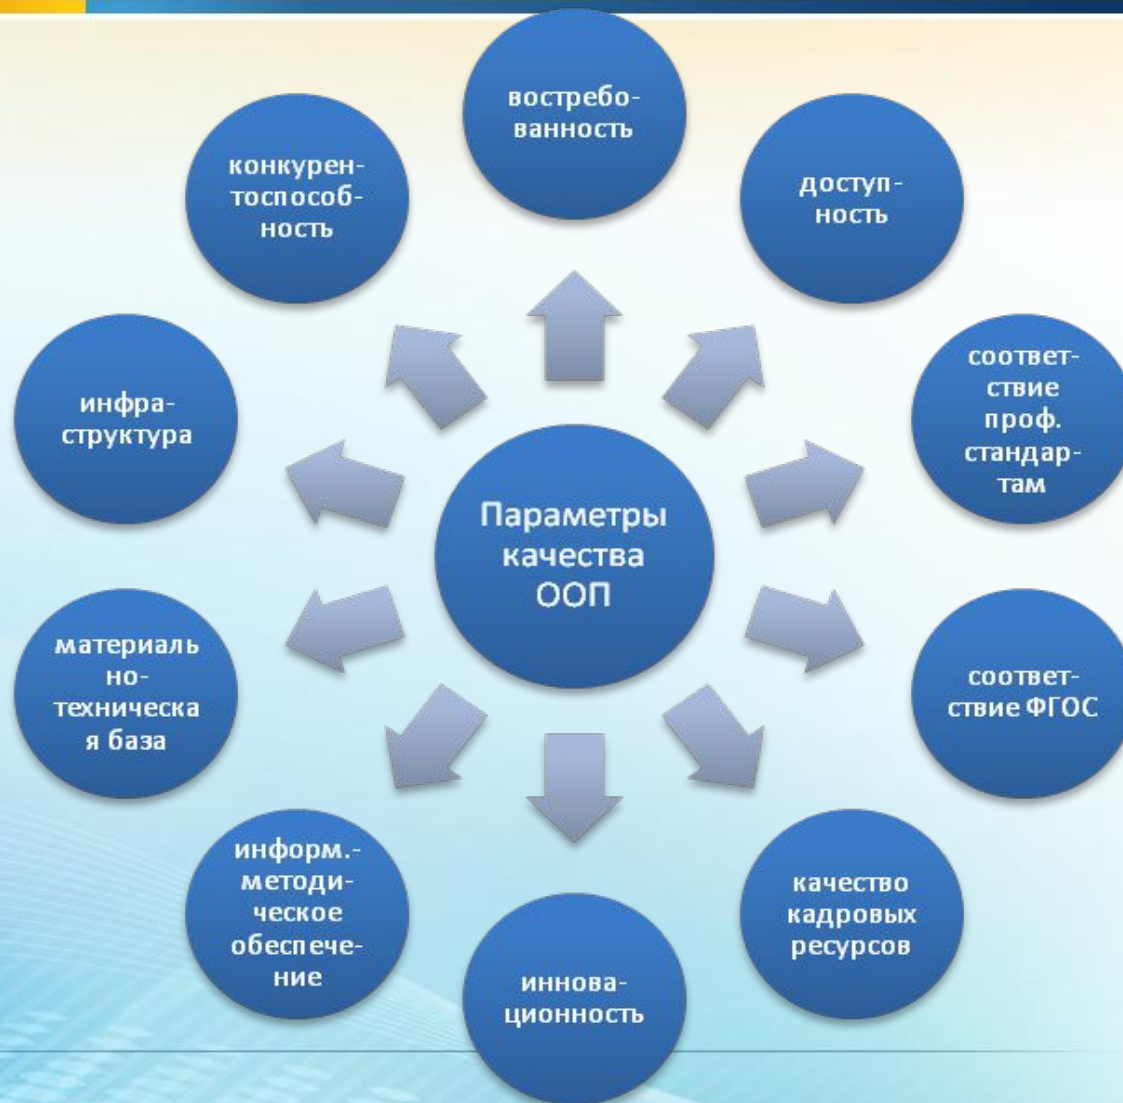 востребо-
ванность
доступ-
ность
соответ-
ствие
проф.
стандар-
там
соответ-
ствие ФГОС
качество
кадровых
ресурсов
иннова-
ционность
информ.-
методи-
ческое
обеспече-
ние
материаль
но-
техническа
я база
инфра-
структура
конкурен-
тоспособ-
ность
Параметры
качества
ООП